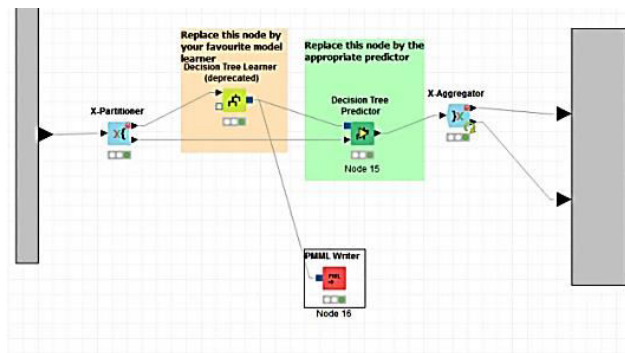 Replace this node by
your favourite model
learner
Decision Tree Learner
(deprecated)
Replace this node by the
appropriate predictor
X-Partitioner
Decision Tree
Predictor
X-Aggregator
Node 15
PMML Writer
Node 16